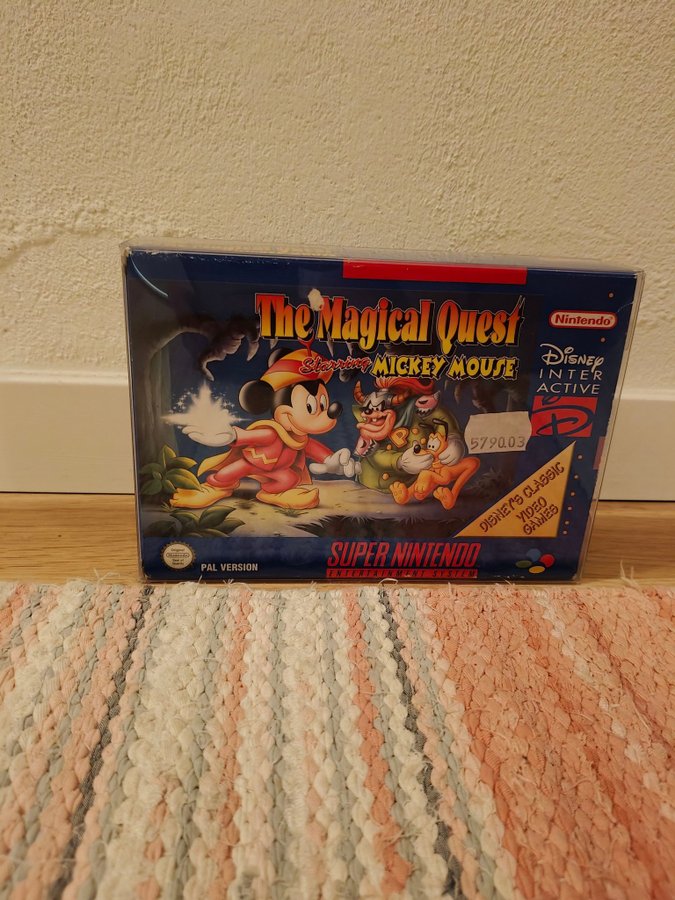 The Magical Quest
Starring MICKEY MOUSE
Nintendo
DISNEY
INTER
ACTIVE
579003
P
DISNEY'S CLASSIC
VIDEO
GAMES
PAL VERSION
SUPER NINTENDO
ENTERTAINMENT SYSTEM